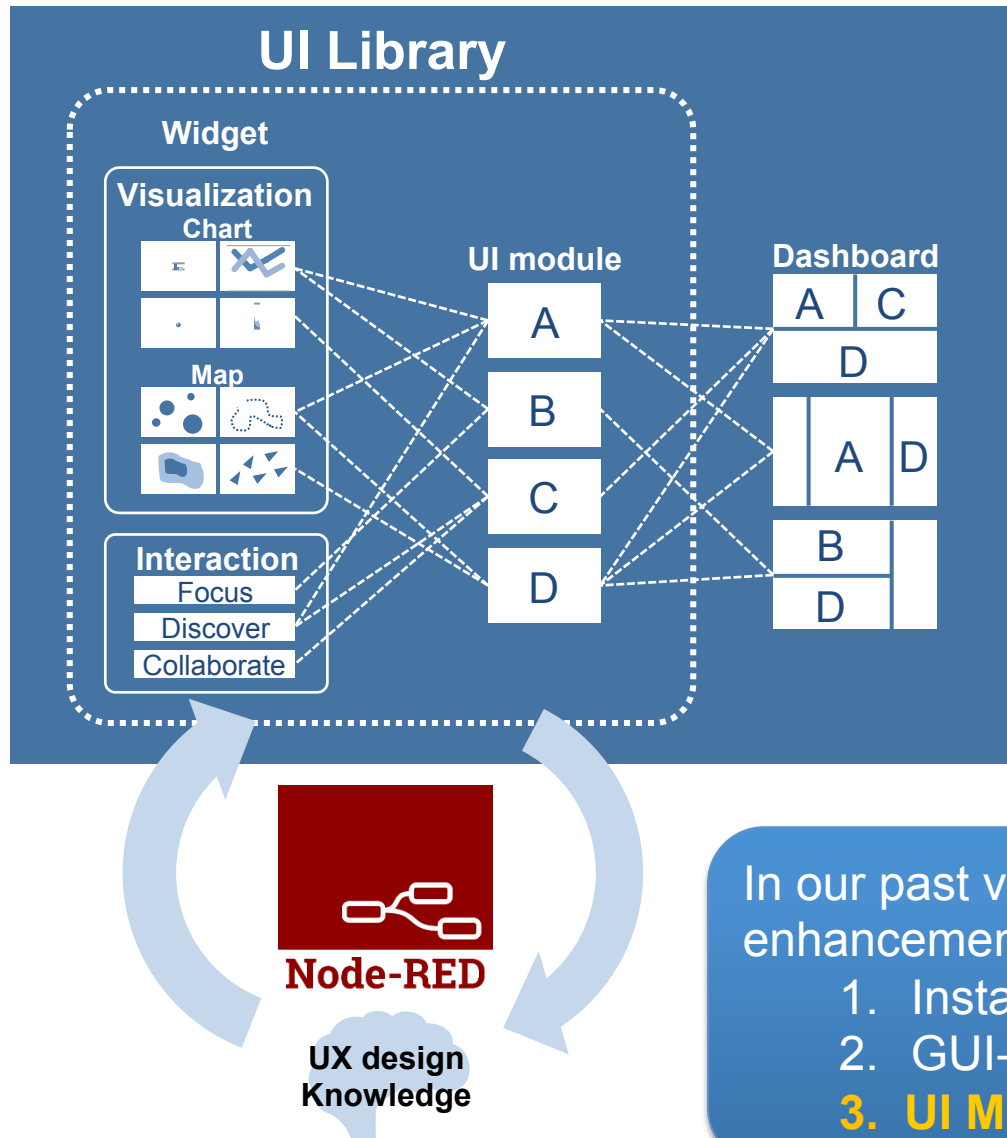 UI Library
Widget
Visualization
Chart
Map
Interaction
Focus
Discover
Collaborate
UI module
A
B
C
D
Dashboard
A C
D
A D
B
D
Node-RED
UX design
Knowledge
In our past v
enhancemen
1. Insta
2. GUI-
3. UI M